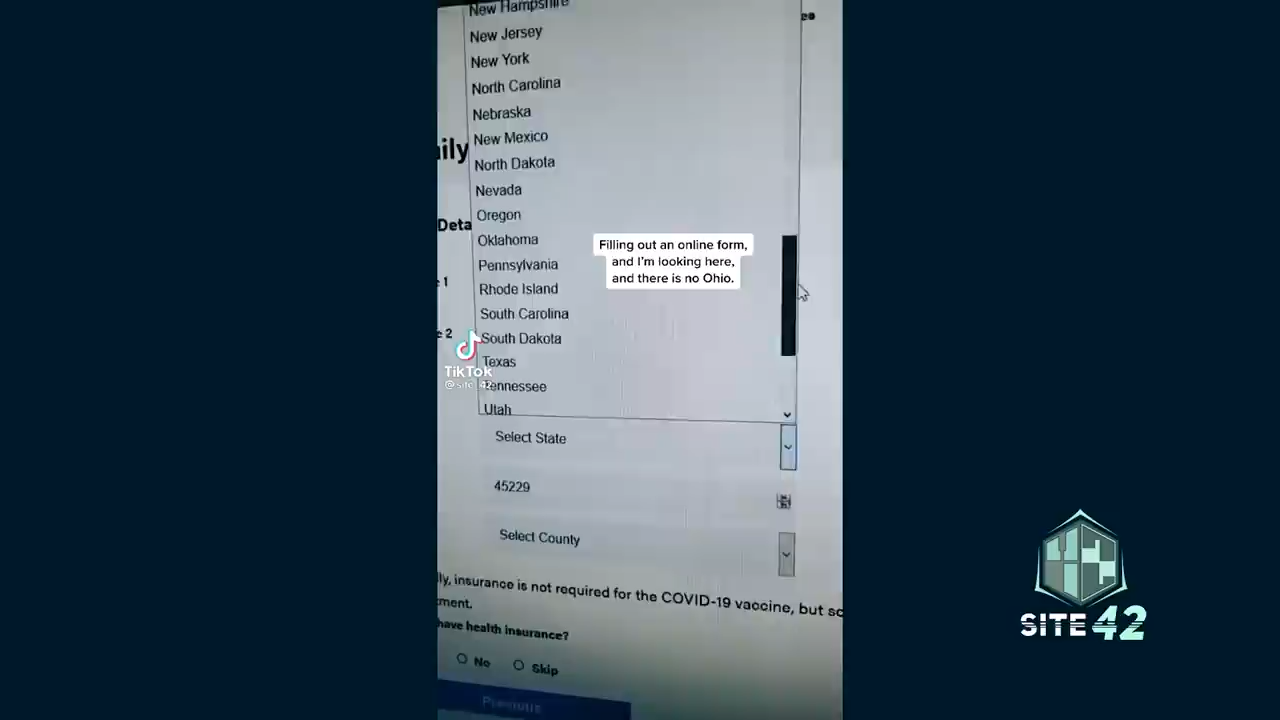 New Hampshire
New Jersey
New York
North Carolina
Nebraska
New Mexico
North Dakota
Nevada
Oregon
Oklahoma
Pennsylvania
Rhode Island
South Carolina
South Dakota
Texas
Tennessee
Utah
Filling out an online form,
and I'm looking here,
and there is no Ohio.
TikTok
@site_42
Select State
45229
Select County
insurance is not required for the COVID-19 vaccine, but
have health insurance?
No
Skip
Previous
SITE 42